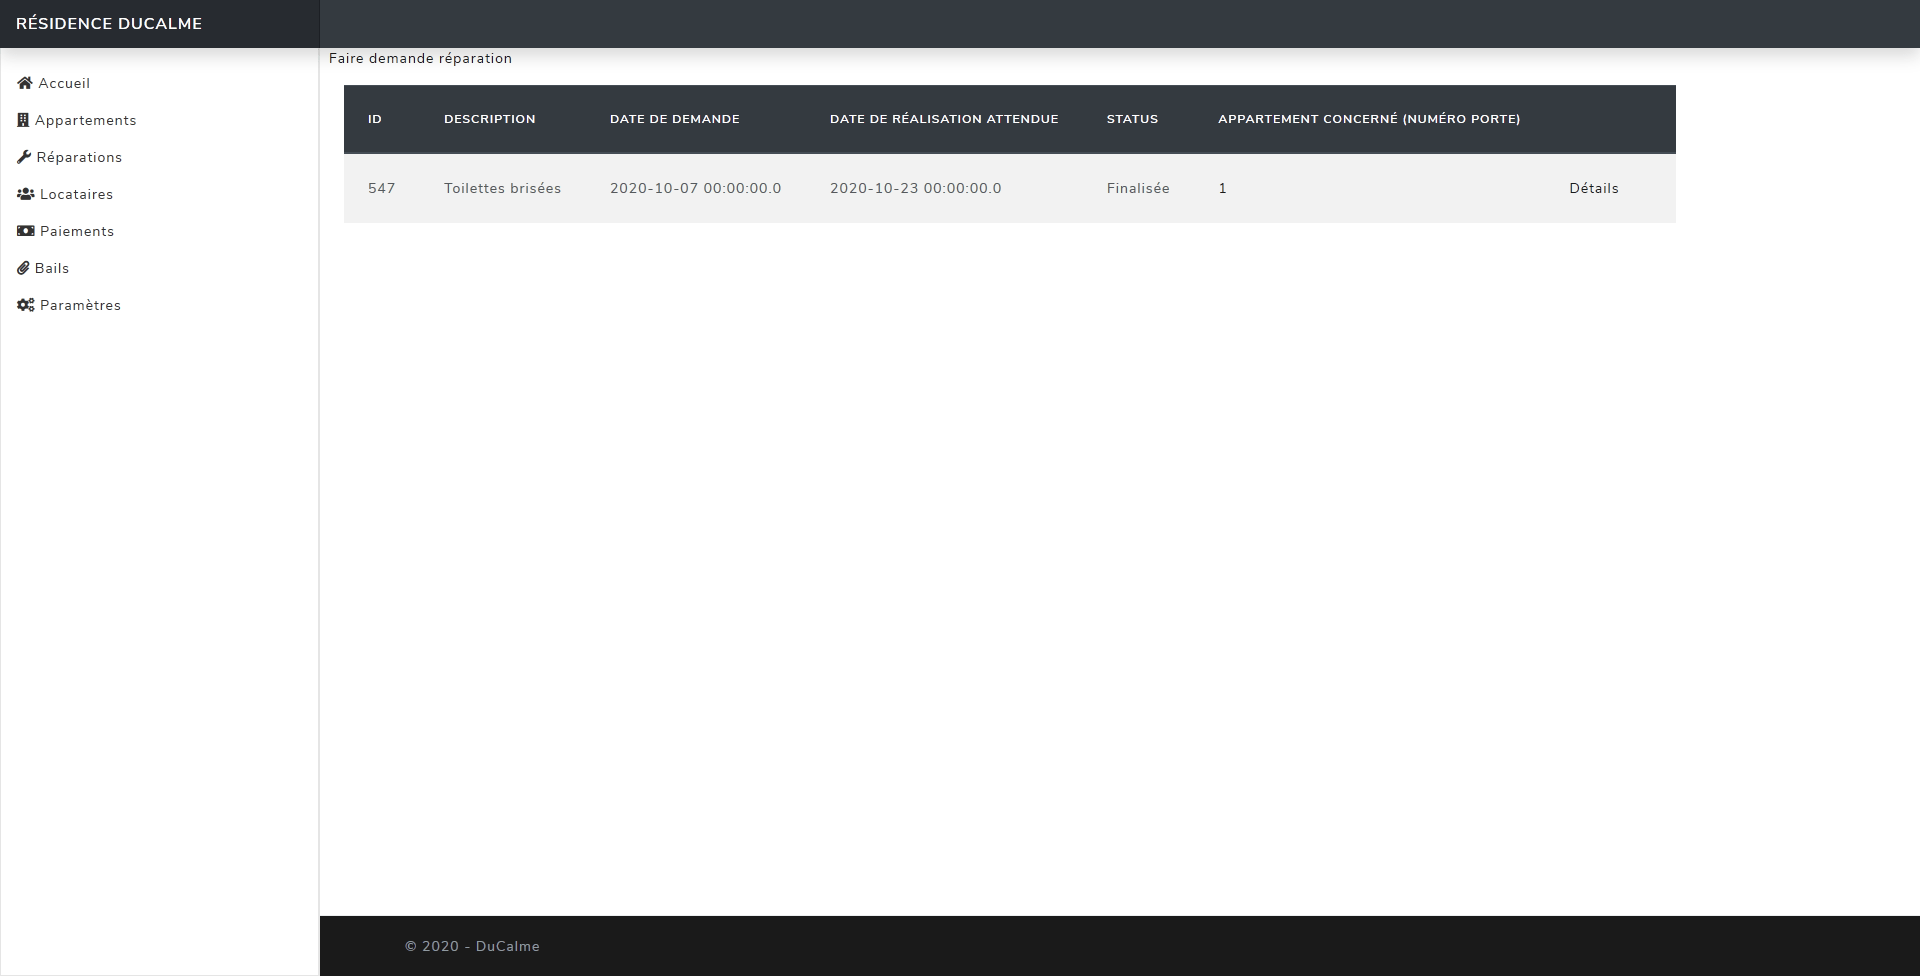 RÉSIDENCE DUCALME
Accueil
Appartements
Réparations
Locataires
Paiements
Bails
Paramètres
Faire demande réparation
ID DESCRIPTION DATE DE DEMANDE DATE DE RÉALISATION ATTENDUE STATUS APPARTEMENT CONCERNÉ (NUMÉRO PORTE)
547 Toilettes brisées 2020-10-07 00:00:00.0 2020-10-23 00:00:00.0 Finalisée 1 Détails
© 2020 - DuCalme